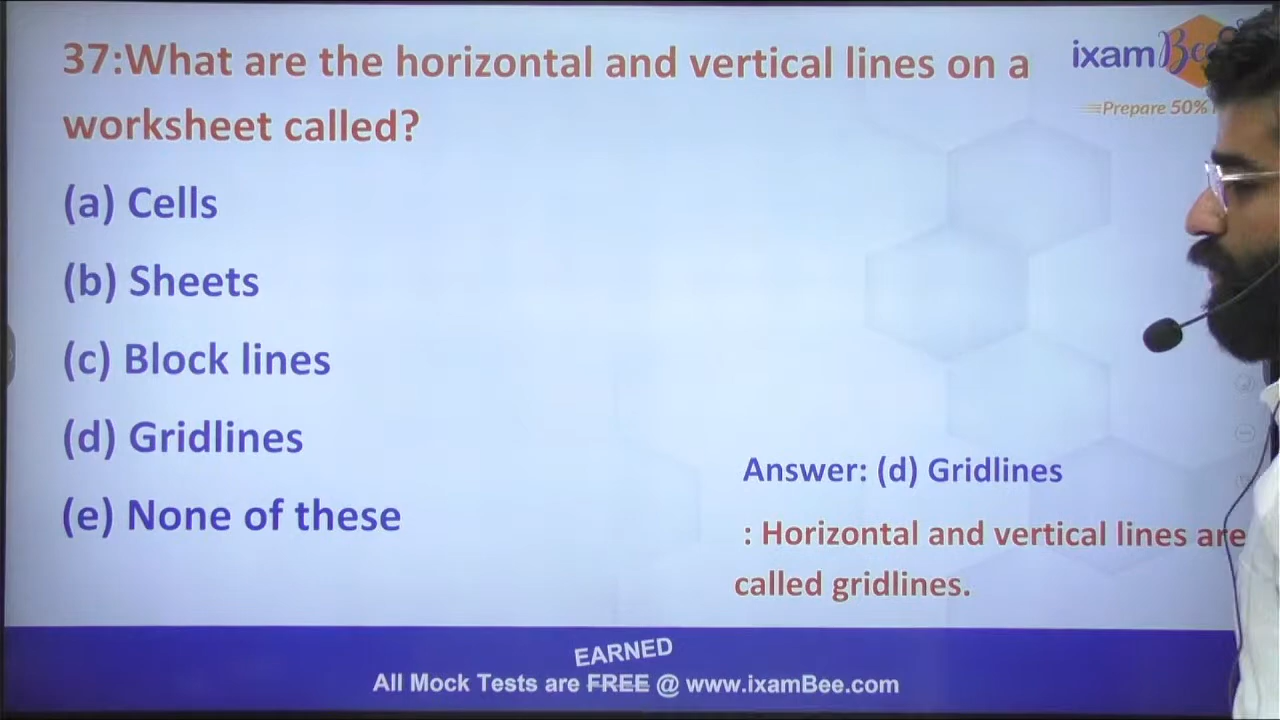 37:What are the horizontal and vertical lines on a
worksheet called?
(a) Cells
(b) Sheets
(c) Block lines
(d) Gridlines
(e) None of these
ixamBee
Prepare 50%
Answer: (d) Gridlines
: Horizontal and vertical lines are
called gridlines.
EARNED
All Mock Tests are FREE @ www.ixamBee.com